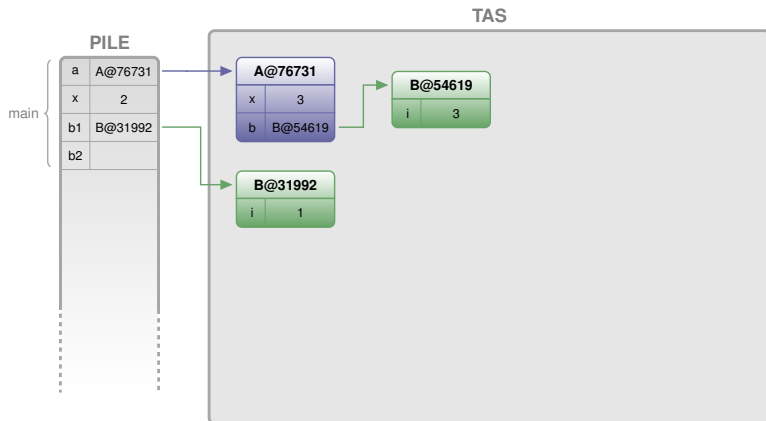 TAS
PILE
main
a A@76731
x 2
b1 B@31992
b2
A@76731
x 3
b B@54619
B@54619
i 3
B@31992
i 1